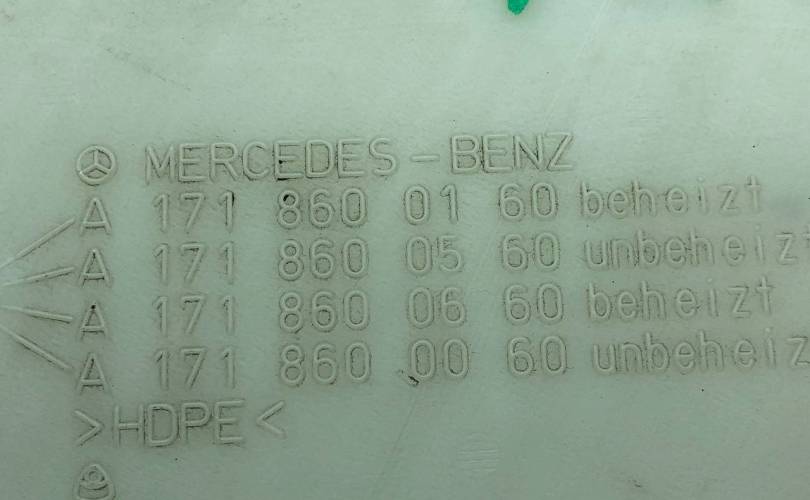 MERCEDES-BENZ
A 171 860 01 60 beheizt
A 171 860 05 60 unbeheizt
A 171 860 06 60 beheizt
A 171 860 00 60 unbeheiz
>HDPE<